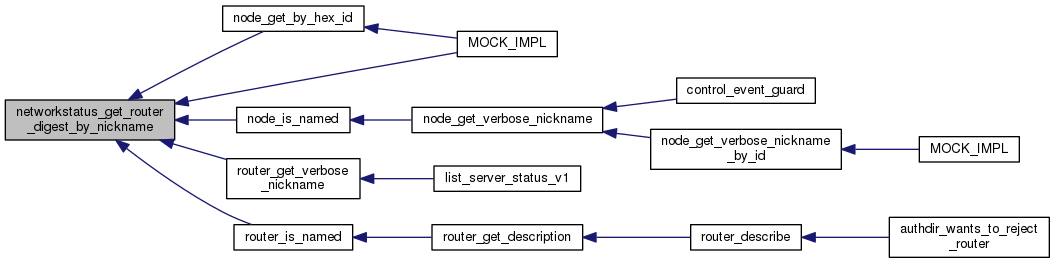 node_get_by_hex_id
MOCK_IMPL
networkstatus_get_router
_digest_by_nickname
control_event_guard
node_is_named
node_get_verbose_nickname
node_get_verbose_nickname
_by_id
MOCK_IMPL
router_get_verbose
_nickname
list_server_status_v1
router_is_named
router_get_description
router_describe
authdir_wants_to_reject
_router